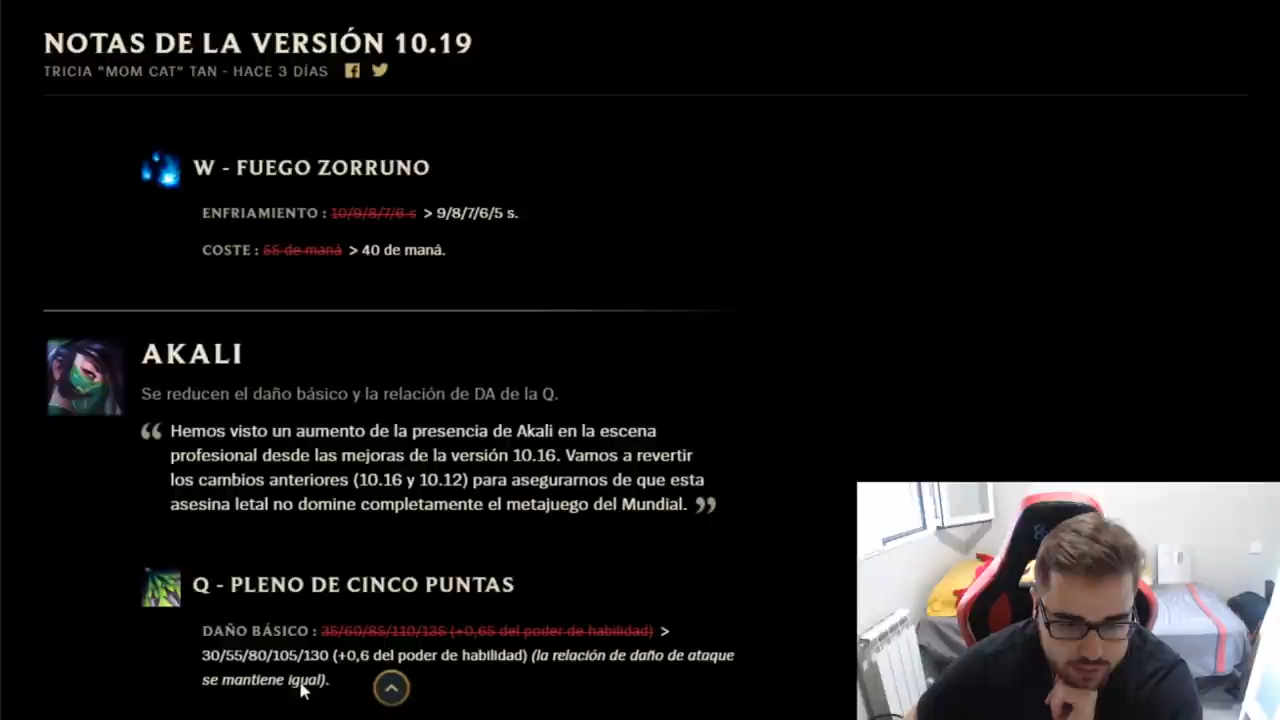 NOTAS DE LA VERSIÓN 10.19
TRICIA "MOM CAT" TAN - HACE 3 DÍAS
W - FUEGO ZORRUNO
ENFRIAMIENTO : 10/9/8/7/6 s > 9/8/7/6/5 s.
COSTE : 55 de maná > 40 de maná.
AKALI
Se reducen el daño básico y la relación de DA de la Q.
“ Hemos visto un aumento de la presencia de Akali en la escena
profesional desde las mejoras de la versión 10.16. Vamos a revertir
los cambios anteriores (10.16 y 10.12) para asegurarnos de que esta
asesina letal no domine completamente el metajuego del Mundial. ”
Q - PLENO DE CINCO PUNTAS
DAÑO BÁSICO : 35/60/85/110/135 (+0,65 del poder de habilidad) >
30/55/80/105/130 (+0,6 del poder de habilidad) (la relación de daño de ataque
se mantiene igual).